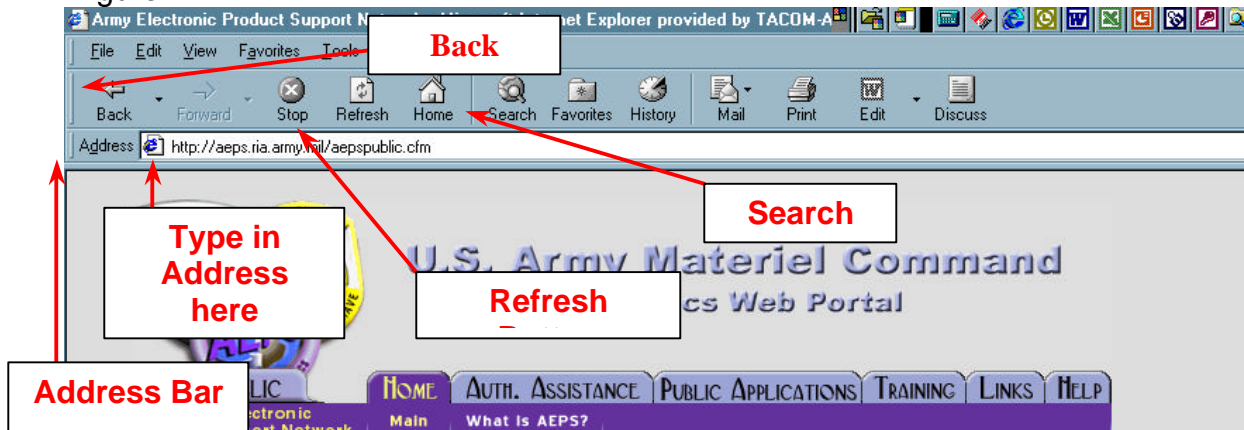 Army Electronic Product Support N
net Explorer provided by TACOM-A
File Edit View Favorites Tools
Back
Back Forward Stop Refresh Home Search Favorites History Mail Print Edit Discuss
Address http://aeps.ria.army.mil/aepspublic.cfm
Search
Type in
Address
here
U.S. Army Materiel Command
Refresh
cs Web Portal
Address Bar
LIC
HOME AUTH. ASSISTANCE PUBLIC APPLICATIONS TRAINING LINKS HELP
ectronic
Main What Is AEPS?
ort Network